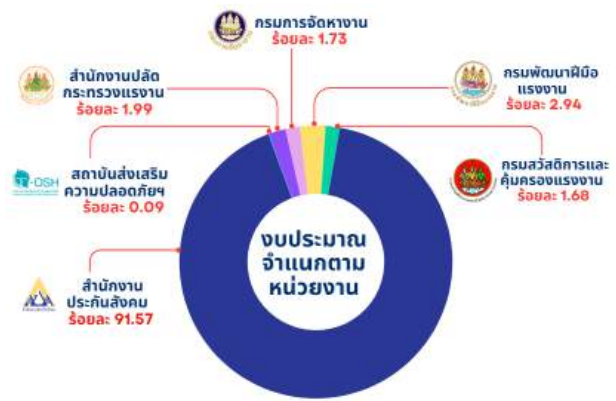 กรมการจัดหางาน
ร้อยละ 1.73
สำนักงานปลัด
กระทรวงแรงงาน
ร้อยละ 1.99
กรมพัฒนาฝีมือ
แรงงาน
ร้อยละ 2.94
สถาบันส่งเสริม
ความปลอดภัยฯ
ร้อยละ 0.09
กรมสวัสดิการและ
คุ้มครองแรงงาน
ร้อยละ 1.68
งบประมาณ
จำแนกตาม
หน่วยงาน
สำนักงาน
ประกันสังคม
ร้อยละ 91.57